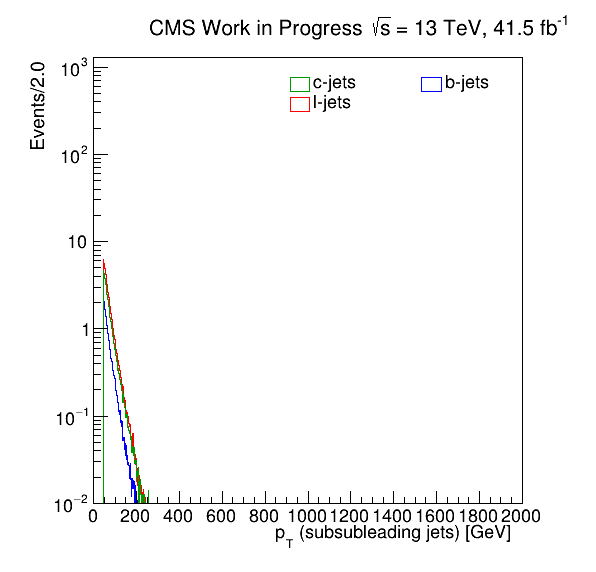 CMS Work in Progress √s = 13 TeV, 41.5 fb⁻¹
Events/2.0
10³
10²
10
1
10⁻¹
10⁻²
c-jets
b-jets
l-jets
0 200 400 600 800 1000 1200 1400 1600 1800 2000
p_T (subsubleading jets) [GeV]